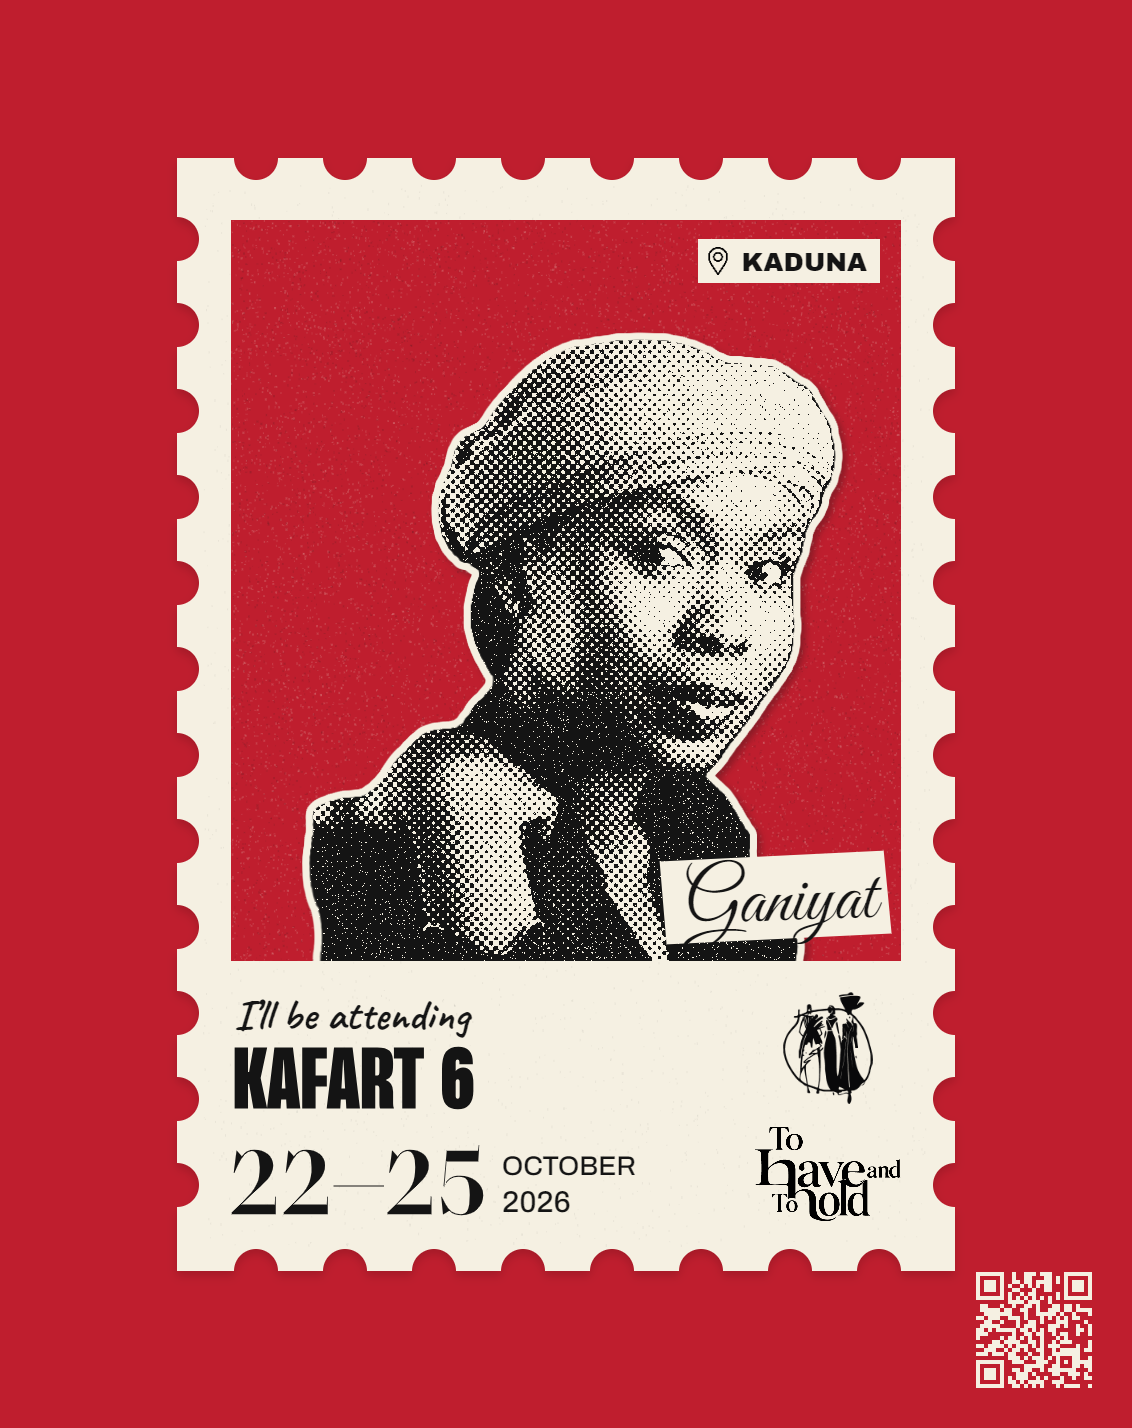 KADUNA
Ganiyat
I'll be attending
KAFART 6
22—25 OCTOBER
2026
To
have and
To hold